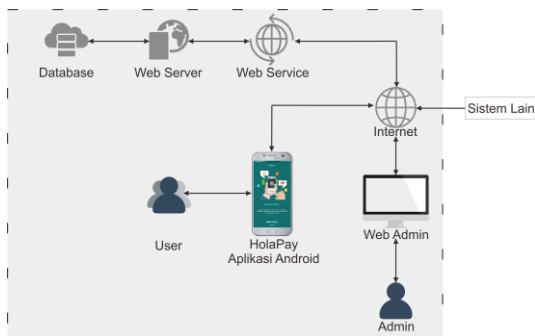 Database
Web Server
Web Service
Sistem Lain
Internet
User
HolaPay
Aplikasi Android
Web Admin
Admin